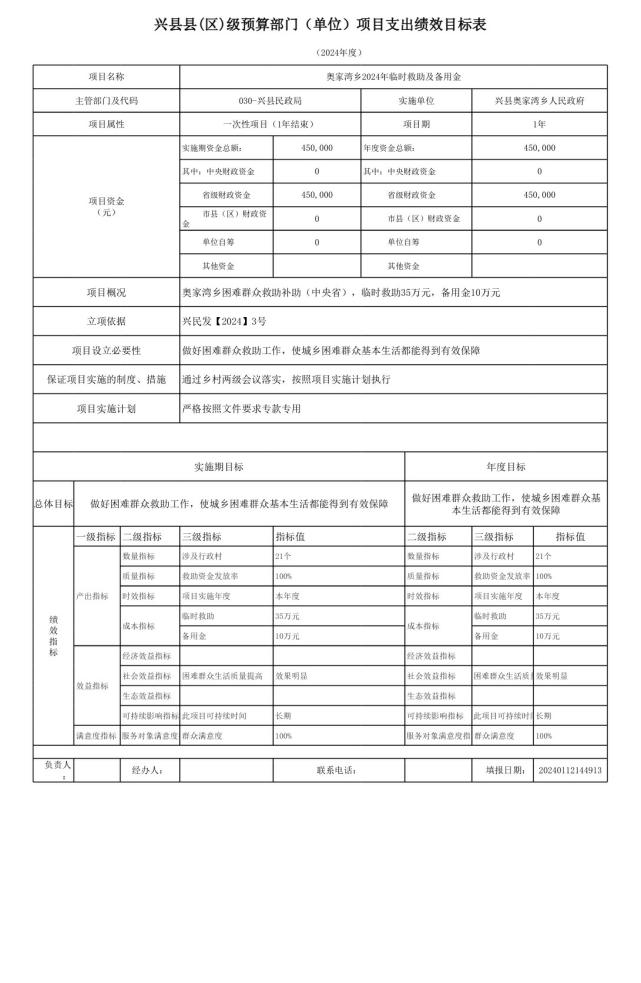 兴县县(区)级预算部门（单位）项目支出绩效目标表
（2024年度）
项目名称 奥家湾乡2024年临时救助及备用金
主管部门及代码 030-兴县民政局 实施单位 兴县奥家湾乡人民政府
项目属性 一次性项目（1年结束） 项目期 1年
项目资金
（元）
实施期资金总额： 450,000 年度资金总额： 450,000
其中：中央财政资金 0 其中：中央财政资金 0
省级财政资金 450,000 省级财政资金 450,000
市县（区）财政资
金 0 市县（区）财政资金 0
单位自筹 0 单位自筹 0
其他资金 其他资金
项目概况 奥家湾乡困难群众救助补助（中央省），临时救助35万元，备用金10万元
立项依据 兴民发【2024】3号
项目设立必要性 做好困难群众救助工作，使城乡困难群众基本生活都能得到有效保障
保证项目实施的制度、措施 通过乡村两级会议落实，按照项目实施计划执行
项目实施计划 严格按照文件要求专款专用
实施期目标 年度目标
总体目标 做好困难群众救助工作，使城乡困难群众基本生活都能得到有效保障 做好困难群众救助工作，使城乡困难群众基
本生活都能得到有效保障
绩效指标
一级指标 二级指标 三级指标 指标值 二级指标 三级指标 指标值
产出指标 数量指标 涉及行政村 21个 数量指标 涉及行政村 21个
质量指标 救助资金发放率 100% 质量指标 救助资金发放率 100%
时效指标 项目实施年度 本年度 时效指标 项目实施年度 本年度
成本指标 临时救助 35万元 成本指标 临时救助 35万元
备用金 10万元 备用金 10万元
效益指标 经济效益指标 经济效益指标
社会效益指标 困难群众生活质量提高 效果明显 社会效益指标 困难群众生活质 效果明显
生态效益指标 生态效益指标
可持续影响指标 此项目可持续时间 长期 可持续影响指标 此项目可持续时 长期
满意度指标 服务对象满意度 群众满意度 100% 服务对象满意度指 群众满意度 100%
负责人
： 经办人： 联系电话： 填报日期： 20240112144913